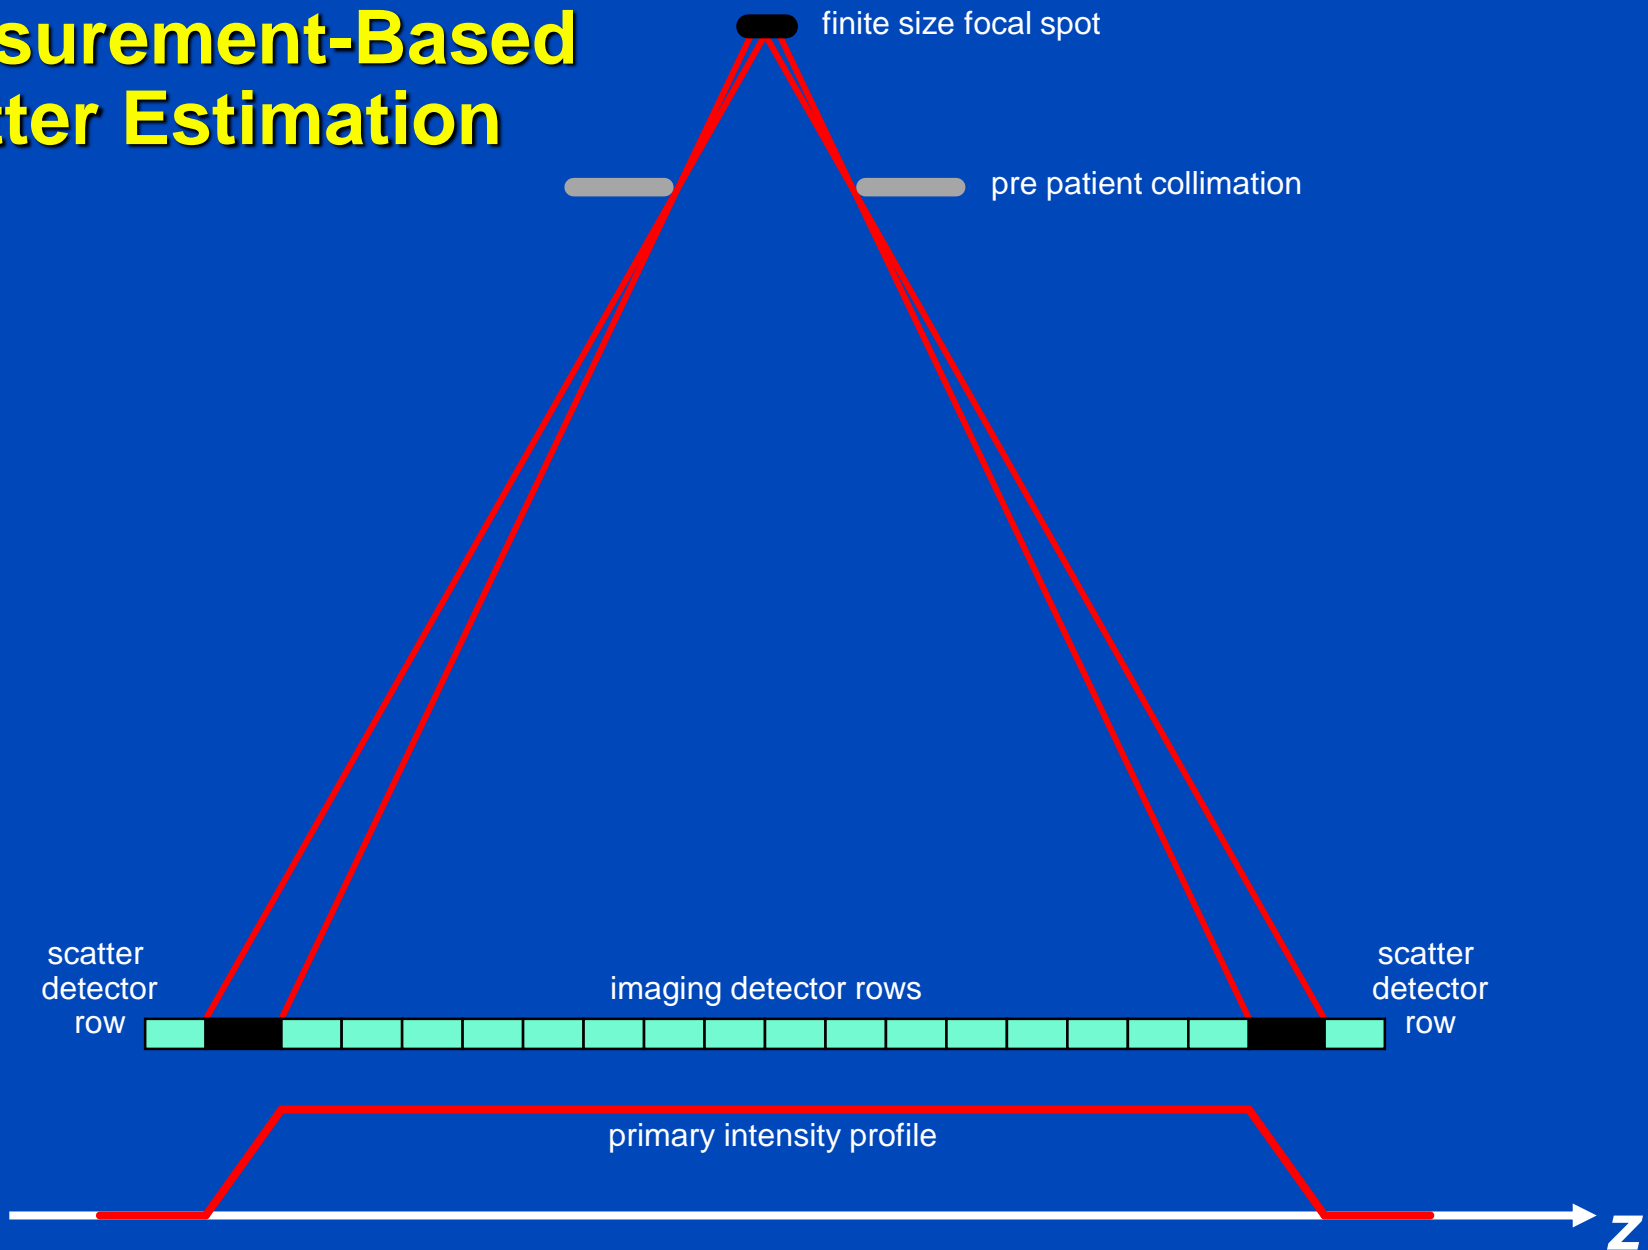 surement-Based
tter Estimation
finite size focal spot
pre patient collimation
scatter
detector
row
imaging detector rows
scatter
detector
row
primary intensity profile
z